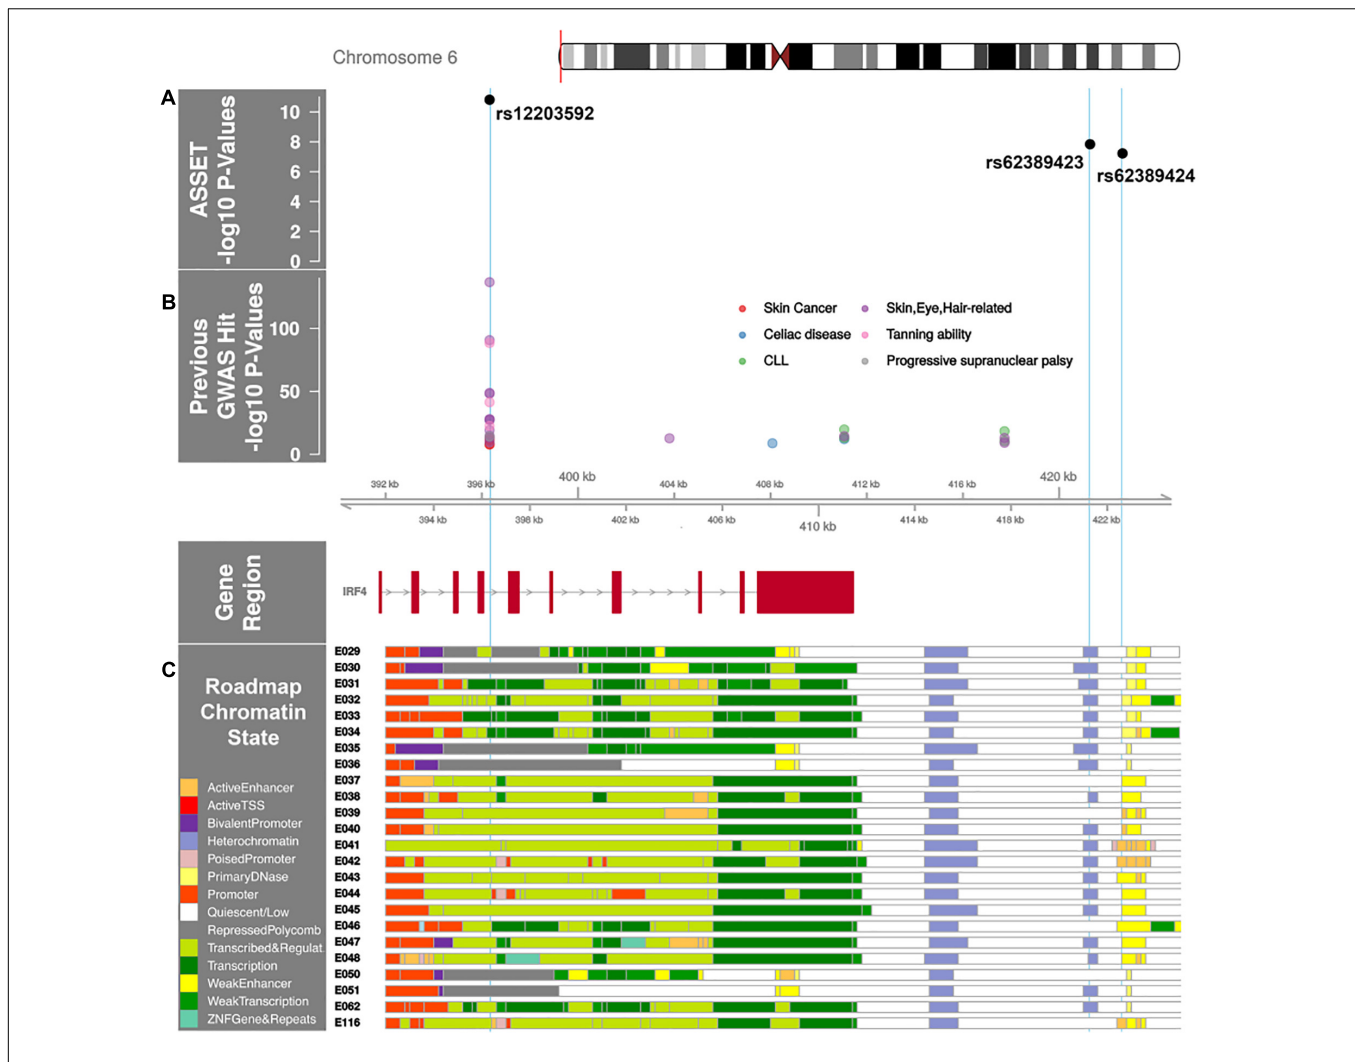 Chromosome 6
A
ASSET
-log10 P-Values
10
8
6
4
2
0
rs12203592
rs62389423
rs62389424
B
Previous
GWAS Hit
-log10 P-Values
100
50
0
Skin Cancer
Skin,Eye,Hair-related
Celiac disease
Tanning ability
CLL
Progressive supranuclear palsy
392 kb
396 kb
400 kb
404 kb
408 kb
412 kb
416 kb
420 kb
394 kb
398 kb
402 kb
406 kb
410 kb
414 kb
418 kb
422 kb
Gene
Region
IRF4
C
Roadmap
Chromatin
State
ActiveEnhancer
ActiveTSS
BivalentPromoter
Heterochromatin
PoisedPromoter
PrimaryDNase
Promoter
Quiescent/Low
RepressedPolycomb
Transcribed&Regulat
Transcription
WeakEnhancer
WeakTranscription
ZNFGene&Repeats
E029
E030
E031
E032
E033
E034
E035
E036
E037
E038
E039
E040
E041
E042
E043
E044
E045
E046
E047
E048
E050
E051
E062
E116